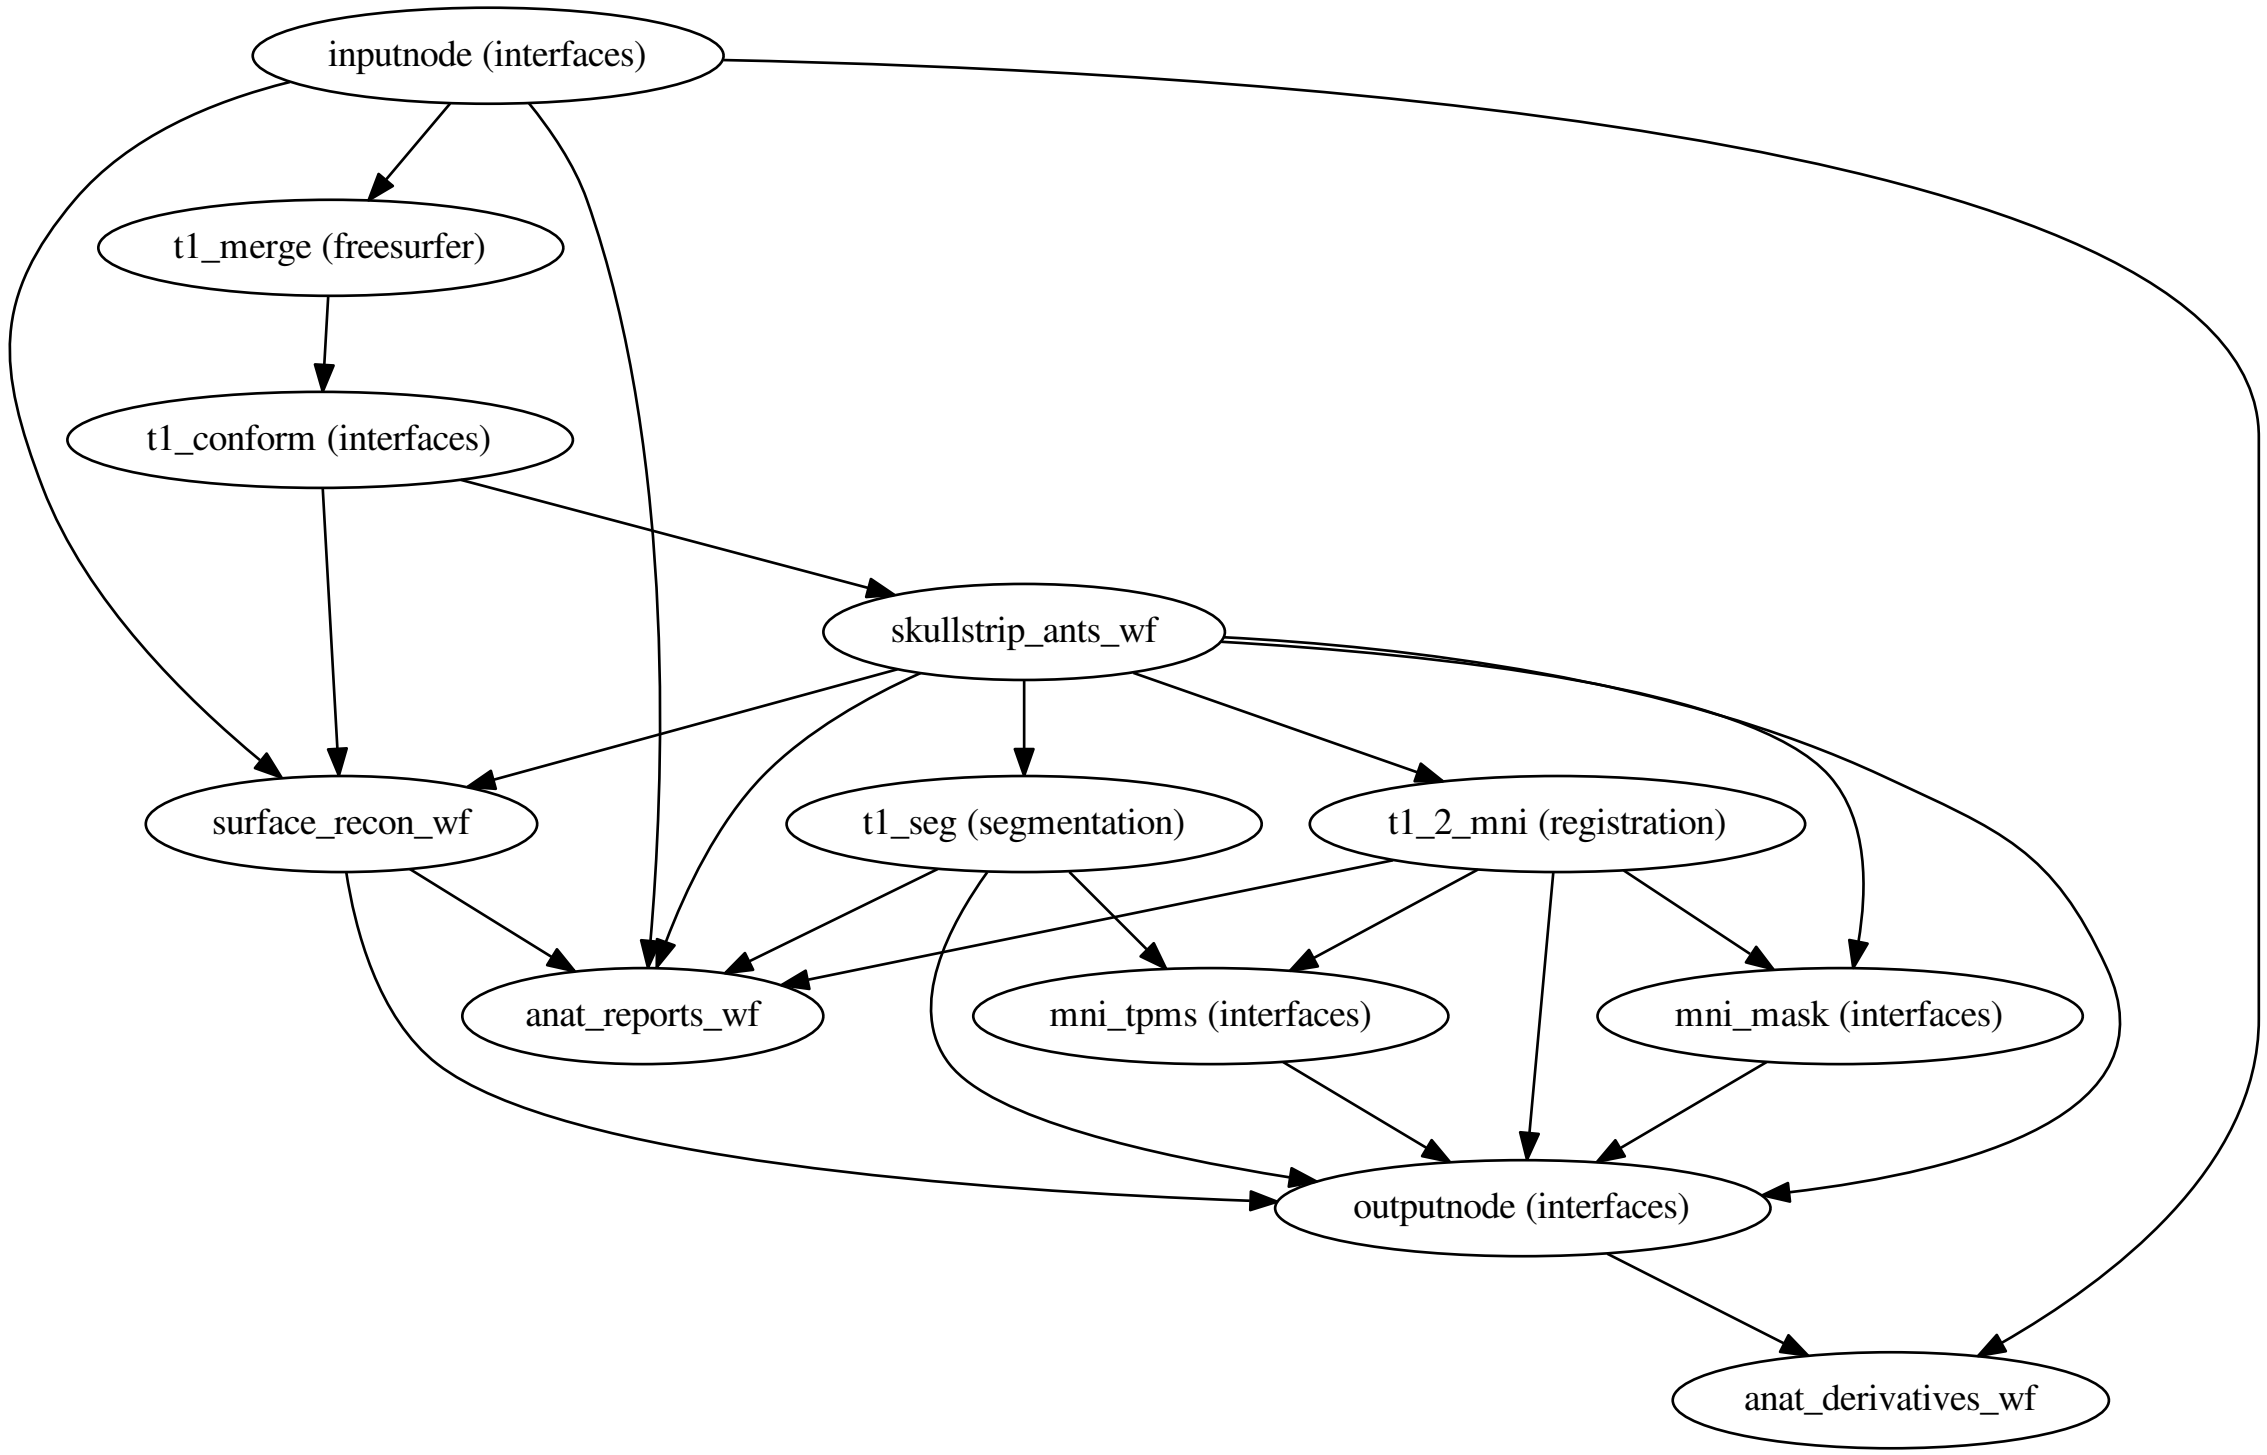 inputnode (interfaces)
t1_merge (freesurfer)
t1_conform (interfaces)
skullstrip_ants_wf
surface_recon_wf
t1_seg (segmentation)
t1_2_mni (registration)
anat_reports_wf
mni_tpms (interfaces)
mni_mask (interfaces)
outputnode (interfaces)
anat_derivatives_wf